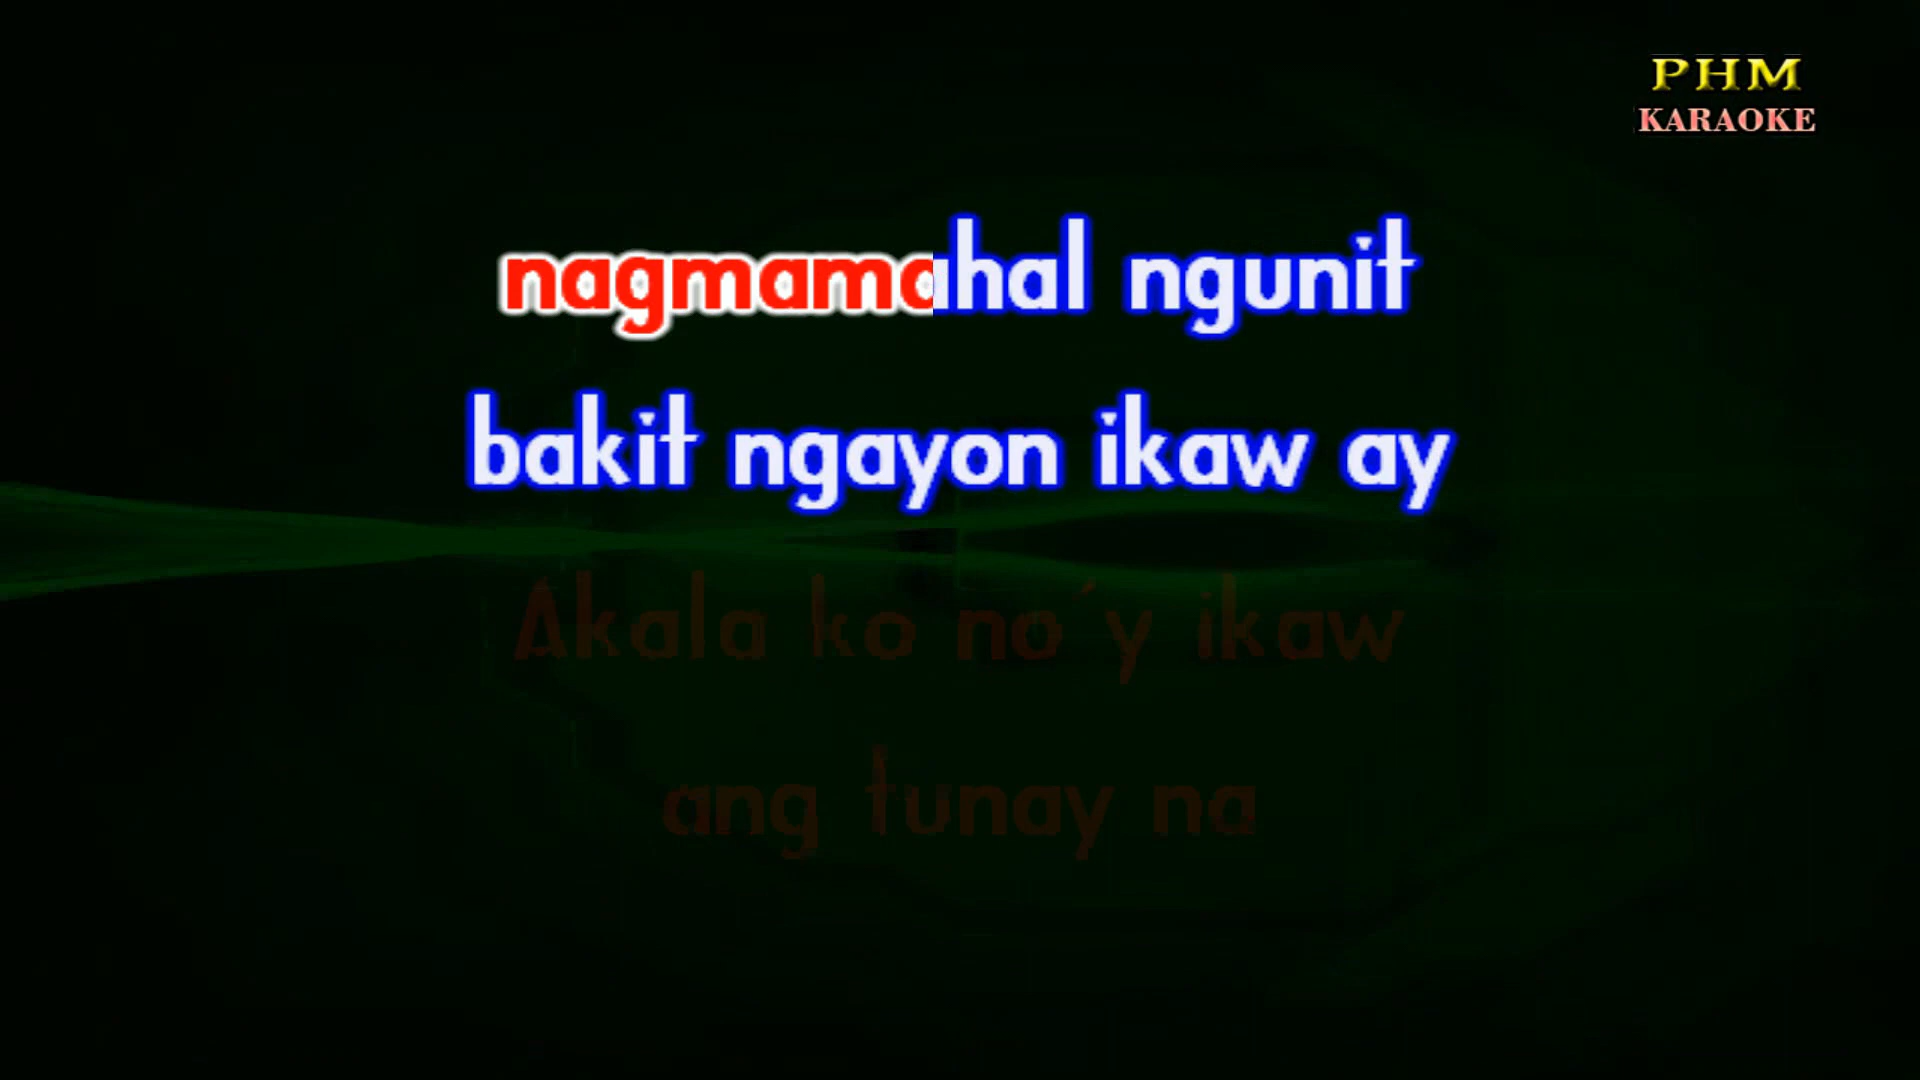 PHM
KARAOKE
nagmamahal ngunit
bakit ngayon ikaw ay
Akala ko no'y ikaw
ang tunay na